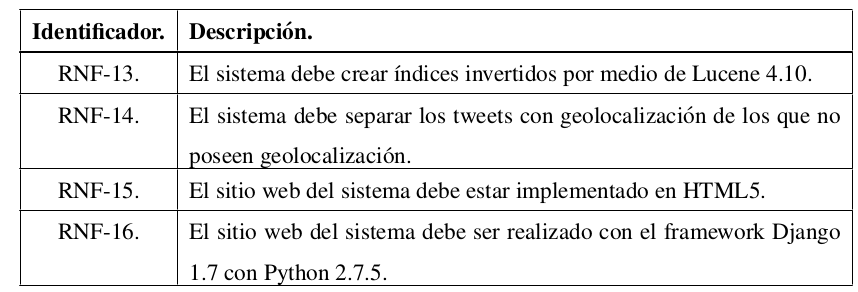 Identificador. Descripción.
RNF-13. El sistema debe crear índices invertidos por medio de Lucene 4.10.
RNF-14. El sistema debe separar los tweets con geolocalización de los que no
poseen geolocalización.
RNF-15. El sitio web del sistema debe estar implementado en HTML5.
RNF-16. El sitio web del sistema debe ser realizado con el framework Django
1.7 con Python 2.7.5.